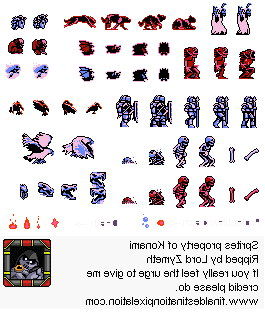 Sprites property of Konami
Ripped by Lord Zymeth
If you really feel the urge to give me
credid please do.
www.finaldestinationpixelation.com